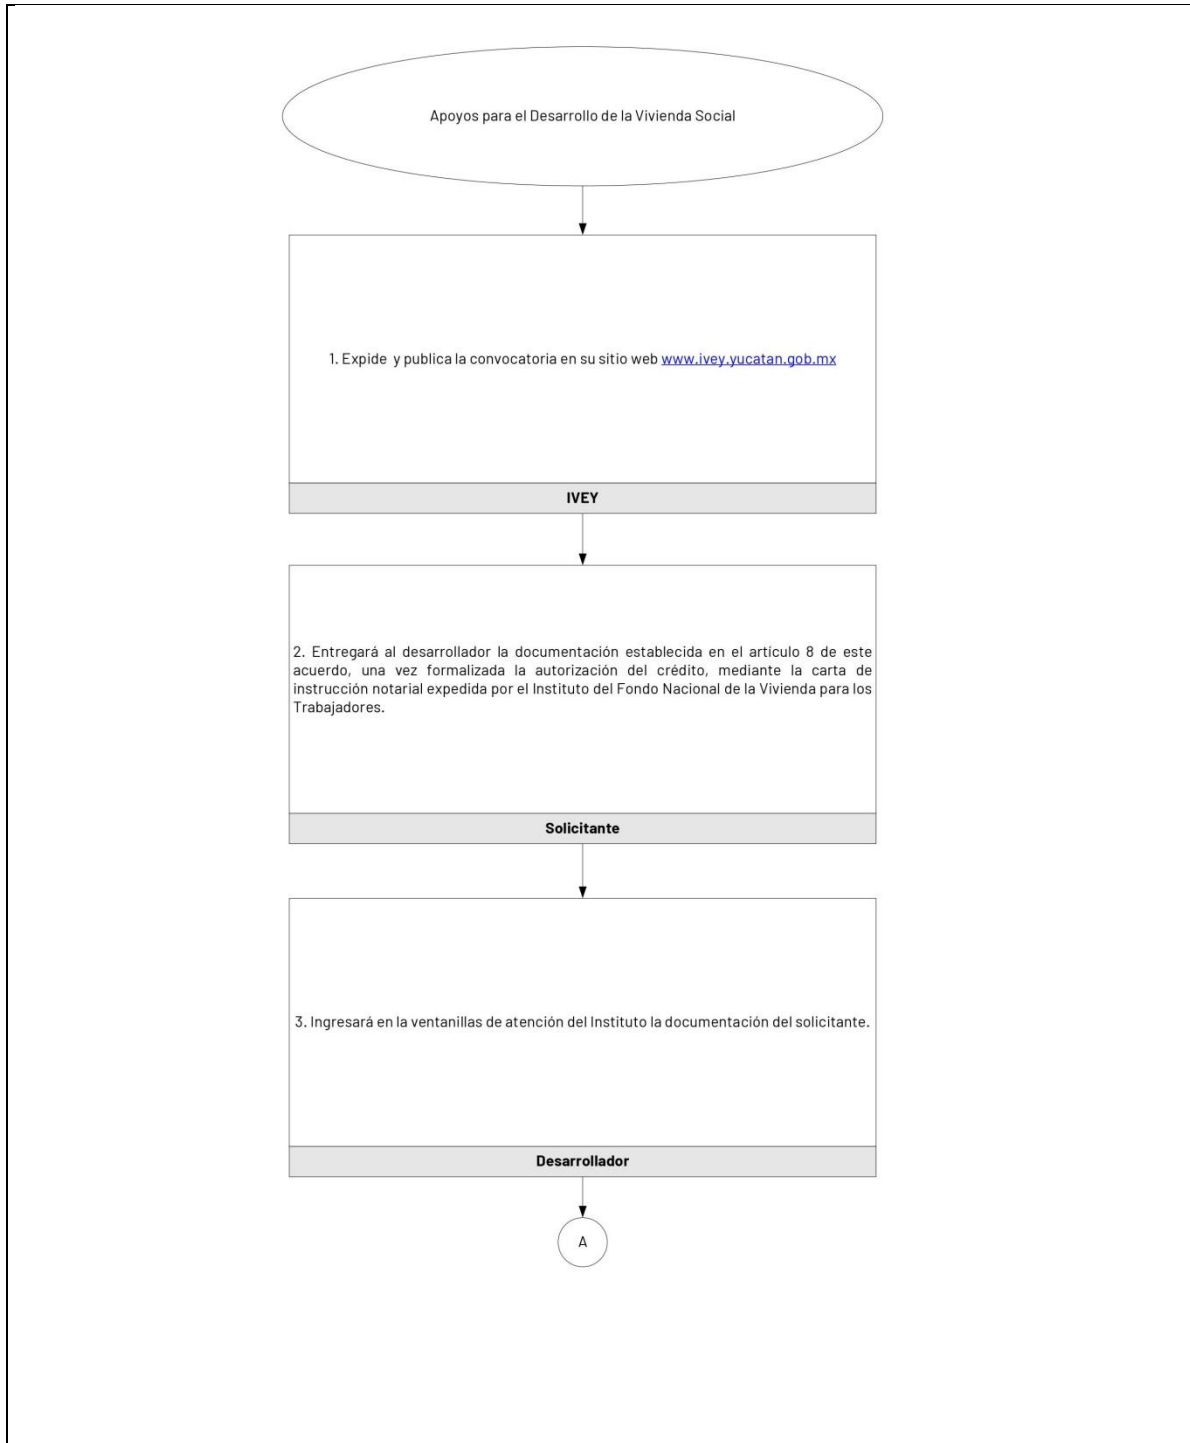 Apoyos para el Desarrollo de la Vivienda Social
1. Expide y publica la convocatoria en su sitio web www.ivey.yucatan.gob.mx
IVEY
2. Entregará al desarrollador la documentación establecida en el artículo 8 de este
acuerdo, una vez formalizada la autorización del crédito, mediante la carta de
instrucción notarial expedida por el Instituto del Fondo Nacional de la Vivienda para los
Trabajadores.
Solicitante
3. Ingresará en la ventanillas de atención del Instituto la documentación del solicitante.
Desarrollador
A